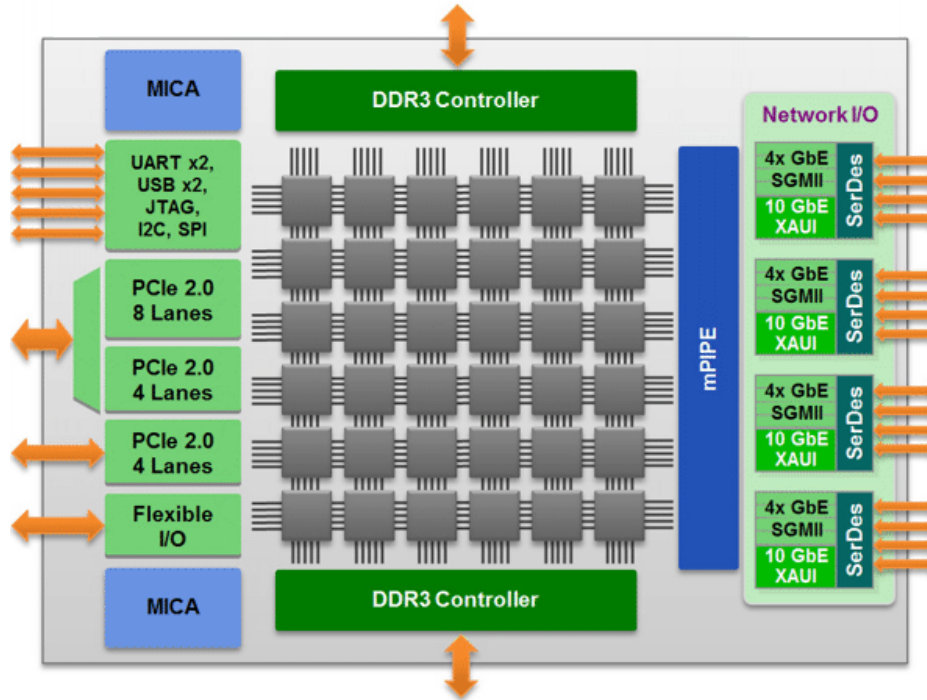 MICA
DDR3 Controller
UART x2,
USB x2,
JTAG,
I2C, SPI
PCIe 2.0
8 Lanes
PCIe 2.0
4 Lanes
PCIe 2.0
4 Lanes
Flexible
I/O
MICA
DDR3 Controller
mPIPE
Network I/O
4x GbE
SGMII
10 GbE
XAUI
SerDes
4x GbE
SGMII
10 GbE
XAUI
SerDes
4x GbE
SGMII
10 GbE
XAUI
SerDes
4x GbE
SGMII
10 GbE
XAUI
SerDes